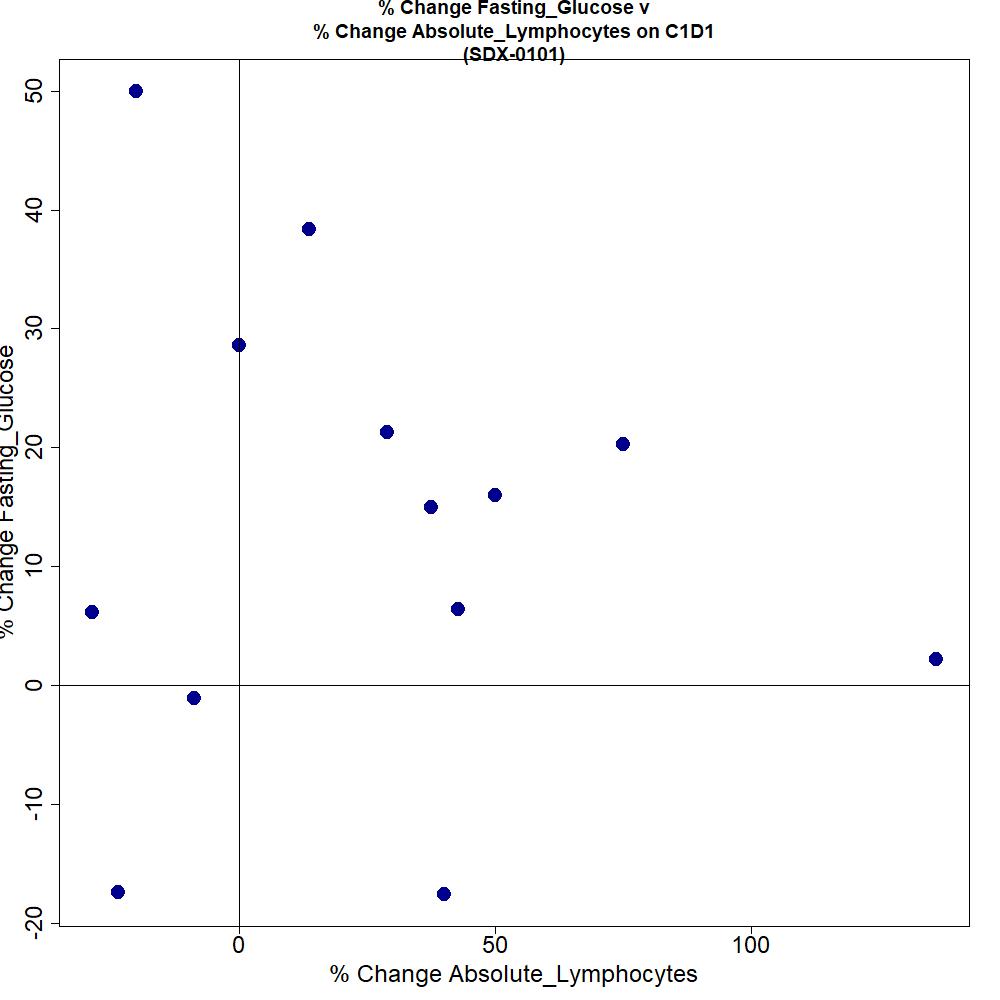 % Change Fasting_Glucose v
% Change Absolute_Lymphocytes on C1D1
(SDX-0101)
50
40
30
20
10
0
-10
-20
% Change Fasting_Glucose
0
50
100
% Change Absolute_Lymphocytes